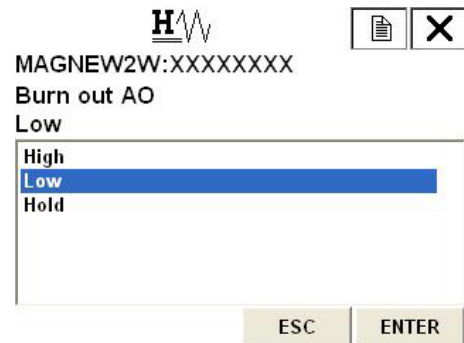 H
MAGNEW2W:XXXXXXXX
Burn out AO
Low
High
Low
Hold
ESC ENTER